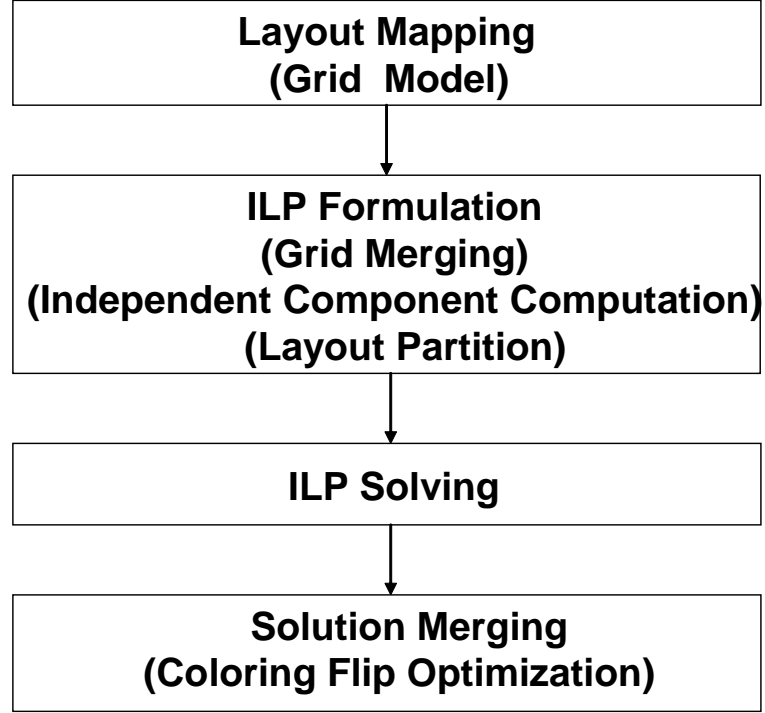 Layout Mapping
(Grid Model)
ILP Formulation
(Grid Merging)
(Independent Component Computation)
(Layout Partition)
ILP Solving
Solution Merging
(Coloring Flip Optimization)